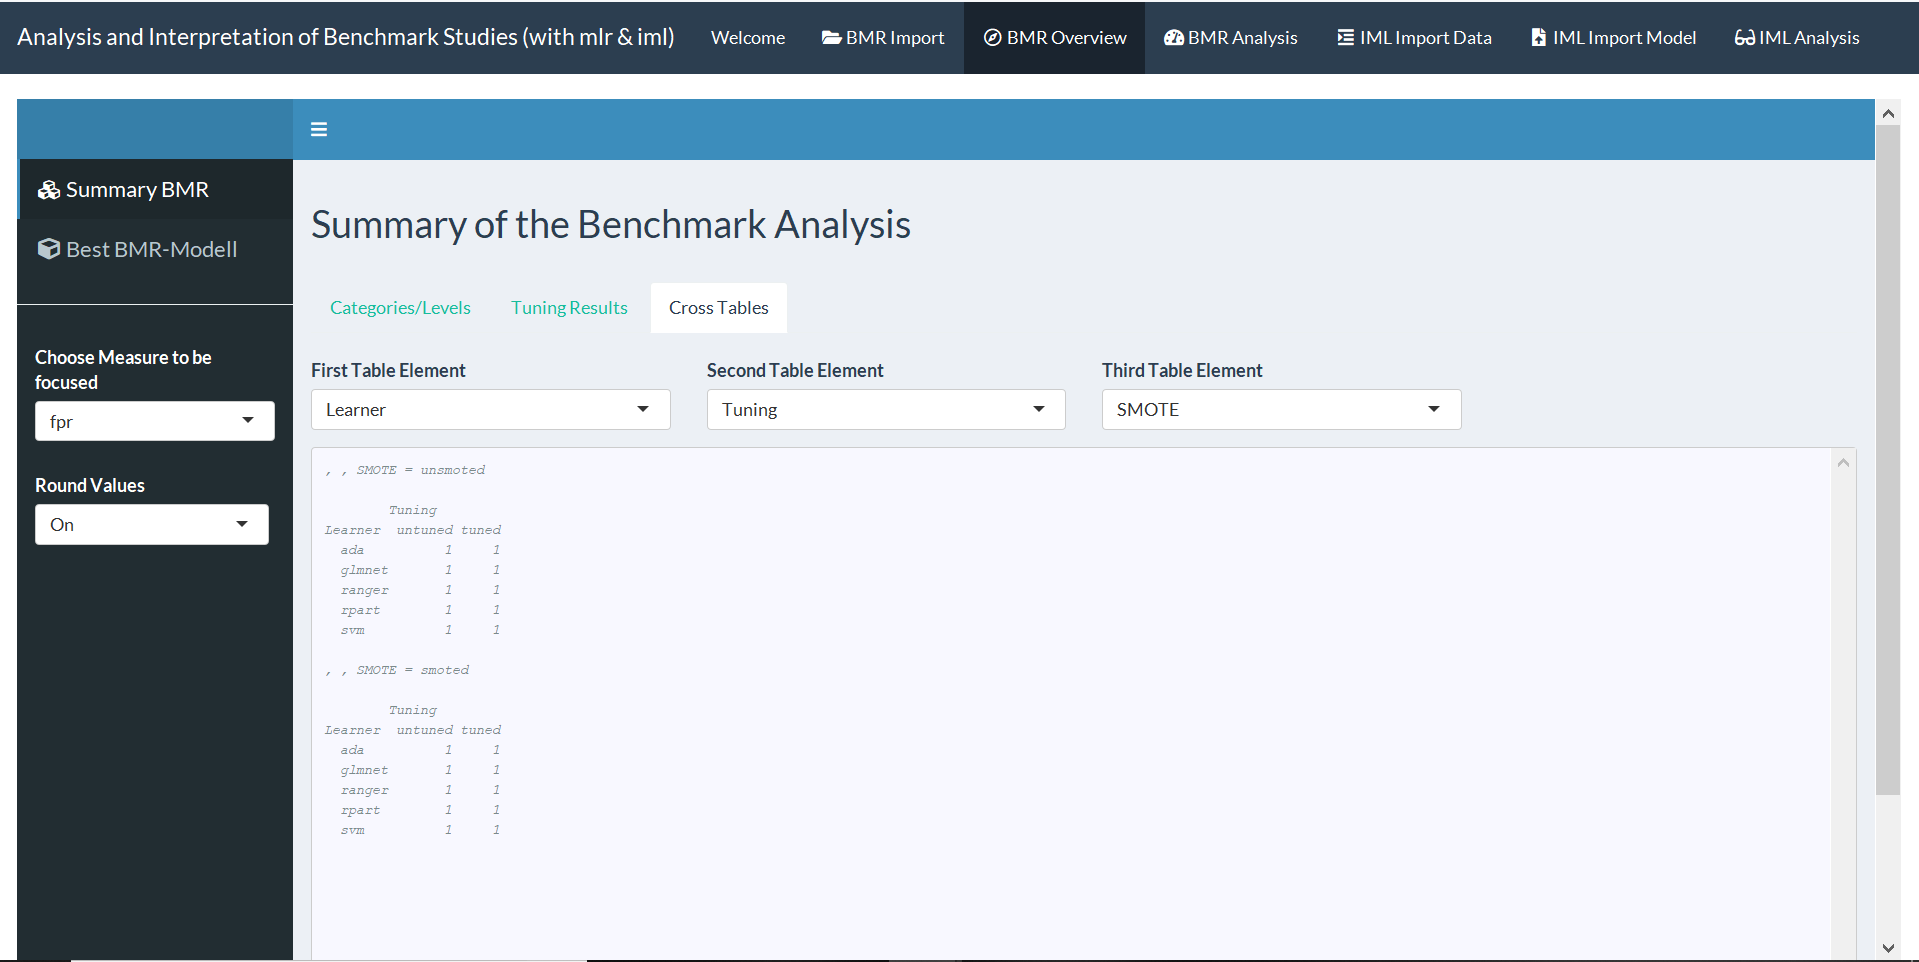 Analysis and Interpretation of Benchmark Studies (with mlr & iml)
Welcome
BMR Import
BMR Overview
BMR Analysis
IML Import Data
IML Import Model
IML Analysis
Summary BMR
Best BMR-Modell
Choose Measure to be
focused
fpr
Round Values
On
Summary of the Benchmark Analysis
Categories/Levels
Tuning Results
Cross Tables
First Table Element
Second Table Element
Third Table Element
Learner
Tuning
SMOTE
, , SMOTE = unsmoted
Tuning
Learner untuned tuned
ada 1 1
glmnet 1 1
ranger 1 1
rpart 1 1
svm 1 1
, , SMOTE = smoted
Tuning
Learner untuned tuned
ada 1 1
glmnet 1 1
ranger 1 1
rpart 1 1
svm 1 1